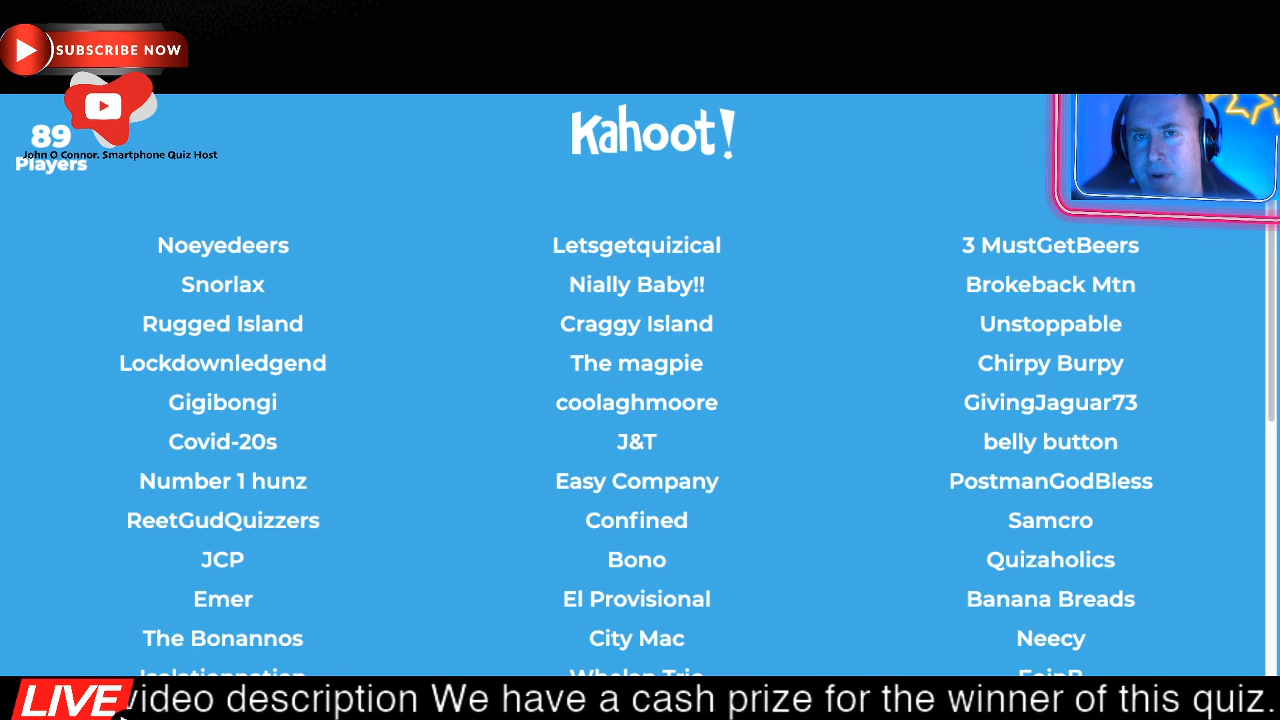 SUBSCRIBE NOW
89
John O Connor. Smartphone Quiz Host
Players
Kahoot!
Noeyedeers Letsgetquizical 3 MustGetBeers
Snorlax Nially Baby!! Brokeback Mtn
Rugged Island Craggy Island Unstoppable
Lockdownledgend The magpie Chirpy Burpy
Gigibongi coolaghmoore GivingJaguar73
Covid-20s J&T belly button
Number 1 hunz Easy Company PostmanGodBless
ReetGudQuizzers Confined Samcro
JCP Bono Quizaholics
Emer El Provisional Banana Breads
The Bonannos City Mac Neecy
LIVE video description We have a cash prize for the winner of this quiz.